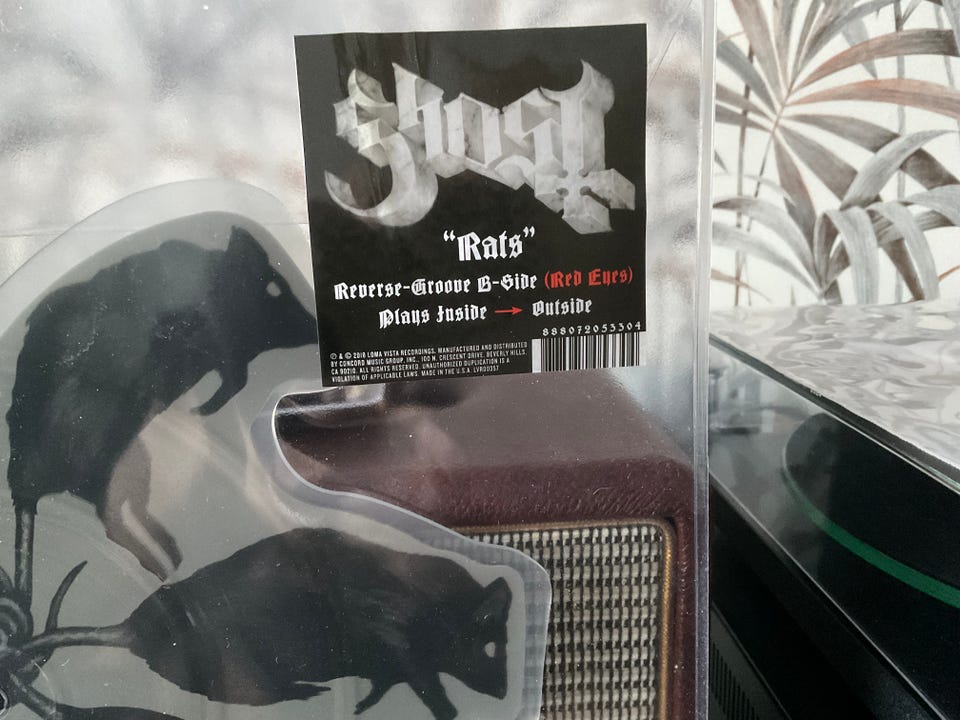 Ghost
“Rats”
Reverse-Groove B-Side (Red Eyes)
Plays Inside → Outside
888072053304
℗ & © 2018 LOMA VISTA RECORDINGS. MANUFACTURED AND DISTRIBUTED
BY CONCORD MUSIC GROUP, INC., 100 N. CRESCENT DRIVE, BEVERLY HILLS,
CA 90210. ALL RIGHTS RESERVED. UNAUTHORIZED DUPLICATION IS A
VIOLATION OF APPLICABLE LAWS. MADE IN THE U.S.A. LVR00357